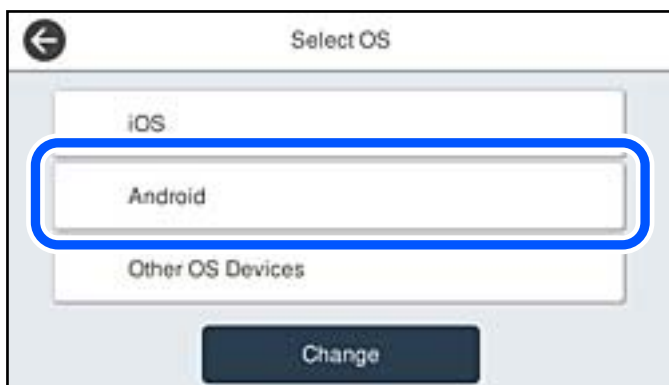 Select OS
iOS
Android
Other OS Devices
Change